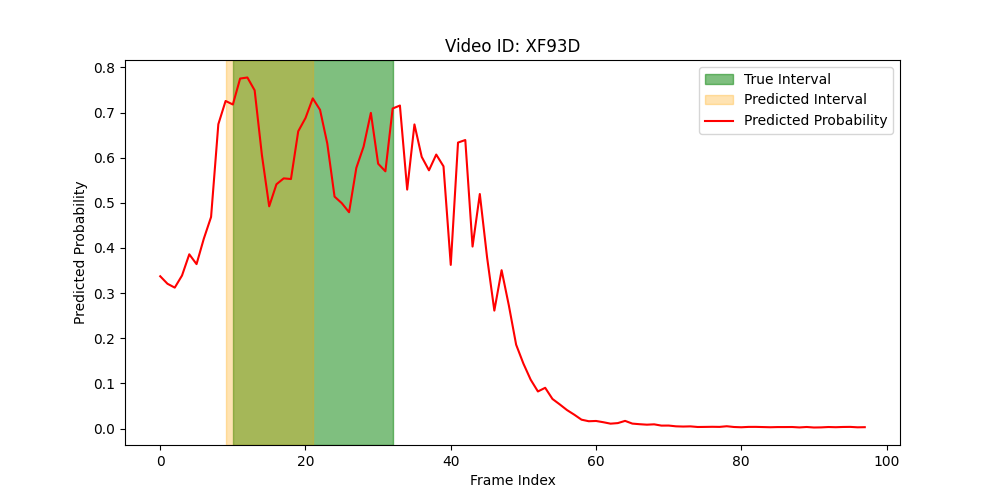 Video ID: XF93D
True Interval
Predicted Interval
Predicted Probability
Predicted Probability
0.8
0.7
0.6
0.5
0.4
0.3
0.2
0.1
0.0
0 20 40 60 80 100
Frame Index